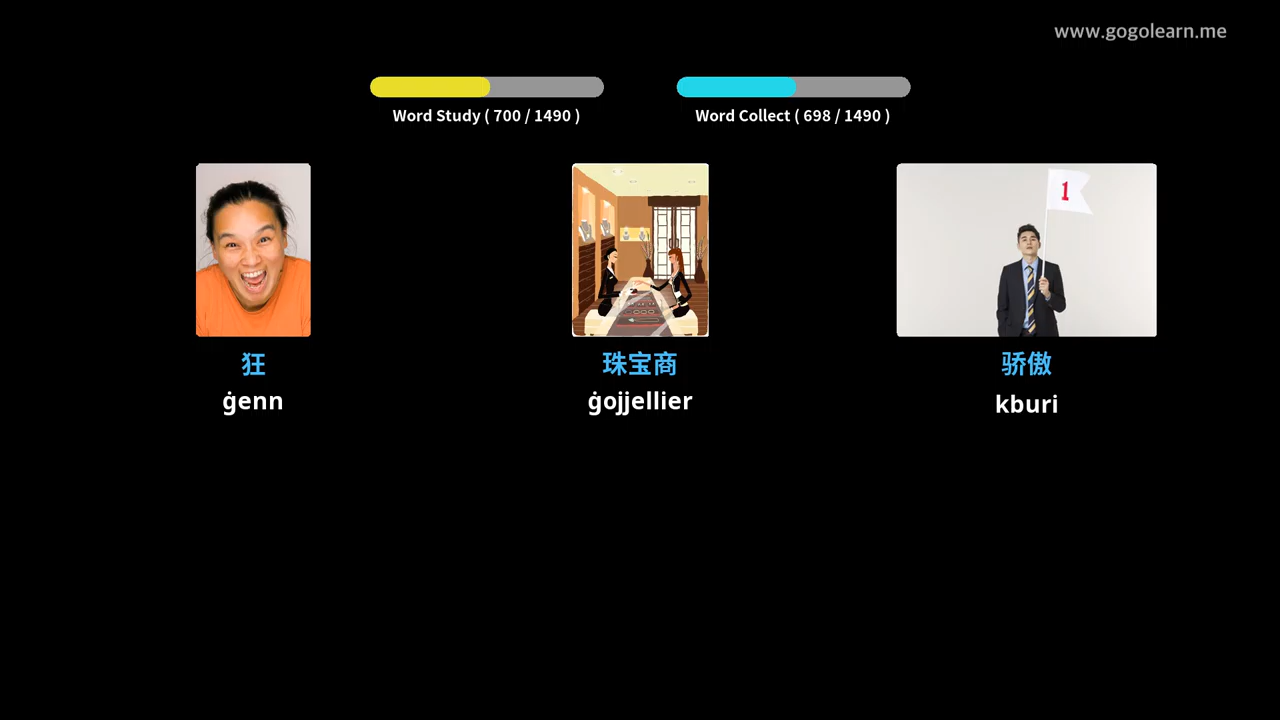 www.gogolearn.me
Word Study ( 700 / 1490 )
Word Collect ( 698 / 1490 )
1
狂
珠宝商
骄傲
ġenn
ġojjellier
kburi